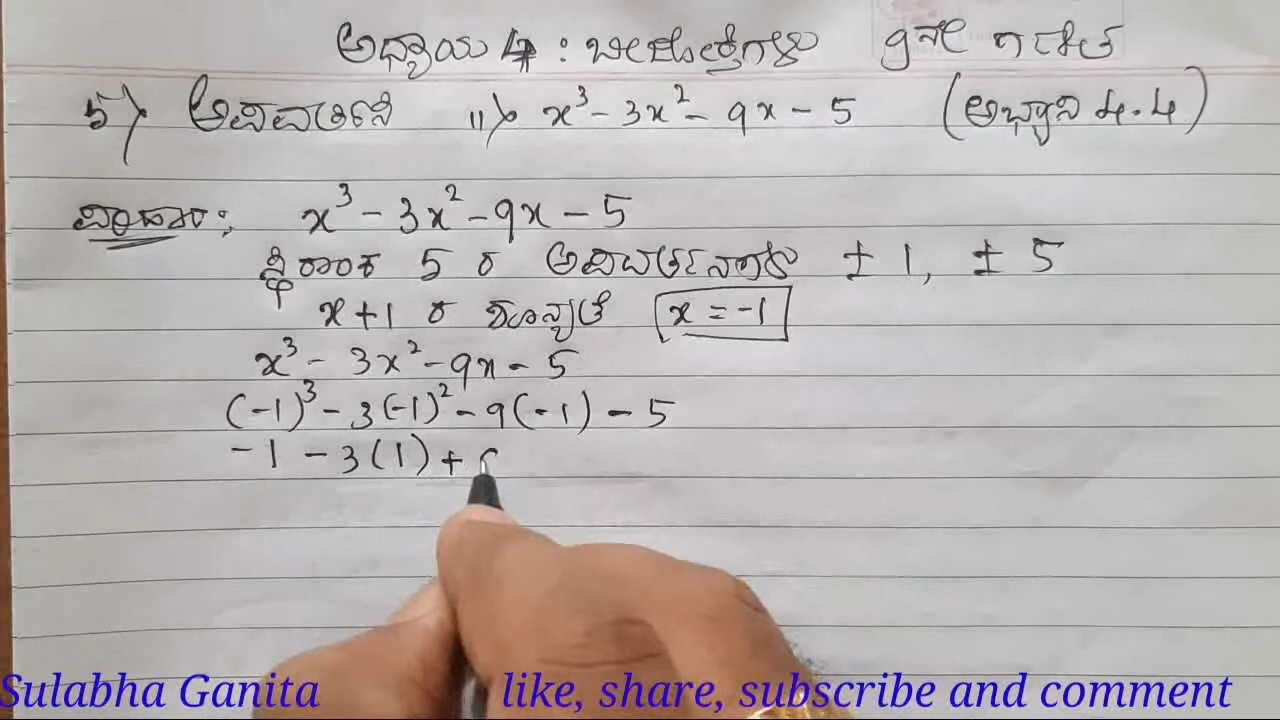 ಅಧ್ಯಾಯ 4 : ಬೀಜೋಕ್ತಿಗಳು 9ನೇ ಗಣಿತ
5) ಅಪವರ್ತಿಸಿ ii) x³ - 3x² - 9x - 5 (ಅಭ್ಯಾಸ 4.4)
ಪರಿಹಾರ: x³ - 3x² - 9x - 5
ಸ್ಥಿರಾಂಕ 5 ರ ಅಪವರ್ತನಗಳು ± 1, ± 5
x + 1 ರ ಶೂನ್ಯತೆ x = -1
x³ - 3x² - 9x - 5
(-1)³ - 3(-1)² - 9(-1) - 5
-1 - 3(1) +
Sulabha Ganita like, share, subscribe and comment